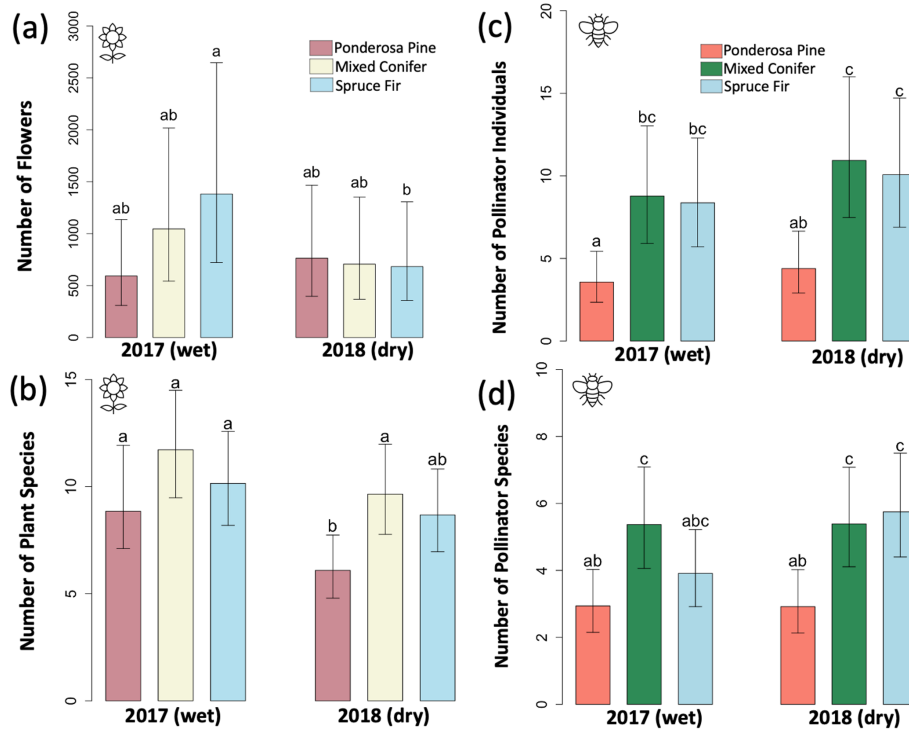 (a)
Number of Flowers
3000
2500
2000
1500
1000
500
0
Ponderosa Pine
Mixed Conifer
Spruce Fir
ab
ab
a
ab
ab
b
2017 (wet)
2018 (dry)
(b)
Number of Plant Species
15
10
5
0
a
a
a
b
a
ab
2017 (wet)
2018 (dry)
(c)
Number of Pollinator Individuals
20
15
10
5
0
Ponderosa Pine
Mixed Conifer
Spruce Fir
a
bc
bc
ab
c
c
2017 (wet)
2018 (dry)
(d)
Number of Pollinator Species
10
8
6
4
2
0
ab
c
abc
ab
c
c
2017 (wet)
2018 (dry)